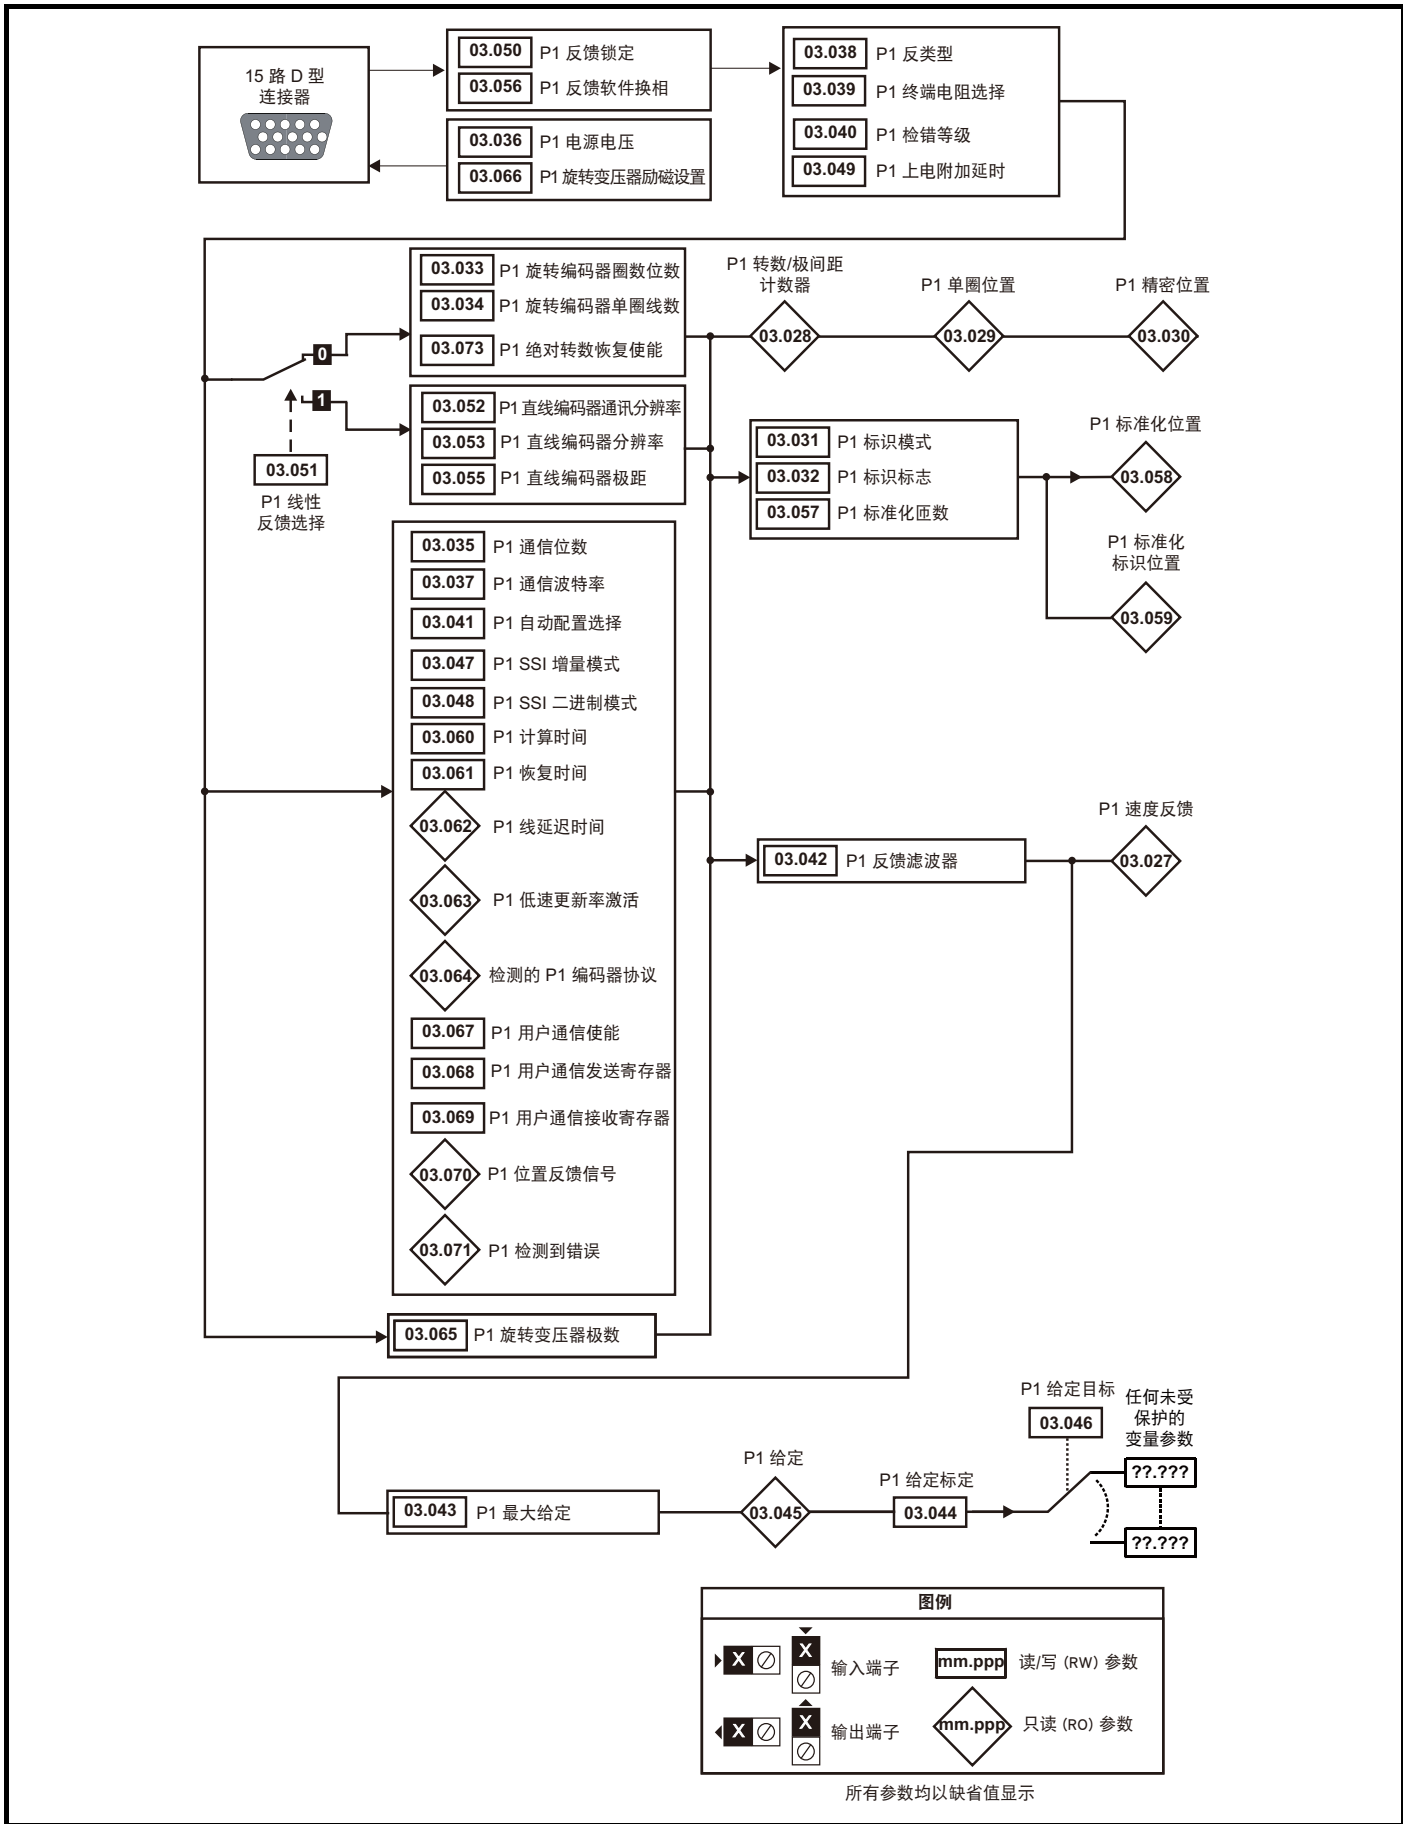 15 路 D 型
连接器
03.050 P1 反馈锁定
03.056 P1 反馈软件换相
03.036 P1 电源电压
03.066 P1 旋转变压器励磁设置
03.038 P1 反类型
03.039 P1 终端电阻选择
03.040 P1 检错等级
03.049 P1 上电附加延时
03.033 P1 旋转编码器圈数位数
03.034 P1 旋转编码器单圈线数
03.073 P1 绝对转数恢复使能
0
1
03.051
P1 线性
反馈选择
03.052 P1 直线编码器通讯分辨率
03.053 P1 直线编码器分辨率
03.055 P1 直线编码器极距
P1 转数/极间距
计数器
03.028
P1 单圈位置
03.029
P1 精密位置
03.030
03.031 P1 标识模式
03.032 P1 标识标志
03.057 P1 标准化匝数
P1 标准化位置
03.058
P1 标准化
标识位置
03.059
03.035 P1 通信位数
03.037 P1 通信波特率
03.041 P1 自动配置选择
03.047 P1 SSI 增量模式
03.048 P1 SSI 二进制模式
03.060 P1 计算时间
03.061 P1 恢复时间
03.062 P1 线延迟时间
03.063 P1 低速更新率激活
03.064 检测的 P1 编码器协议
03.067 P1 用户通信使能
03.068 P1 用户通信发送寄存器
03.069 P1 用户通信接收寄存器
03.070 P1 位置反馈信号
03.071 P1 检测到错误
03.042 P1 反馈滤波器
P1 速度反馈
03.027
03.065 P1 旋转变压器极数
03.043 P1 最大给定
P1 给定
03.045
P1 给定标定
03.044
P1 给定目标
03.046
任何未受
保护的
变量参数
??.???
??.???
图例
X X 输入端子
mm.ppp 读/写 (RW) 参数
X X 输出端子
mm.ppp 只读 (RO) 参数
所有参数均以缺省值显示